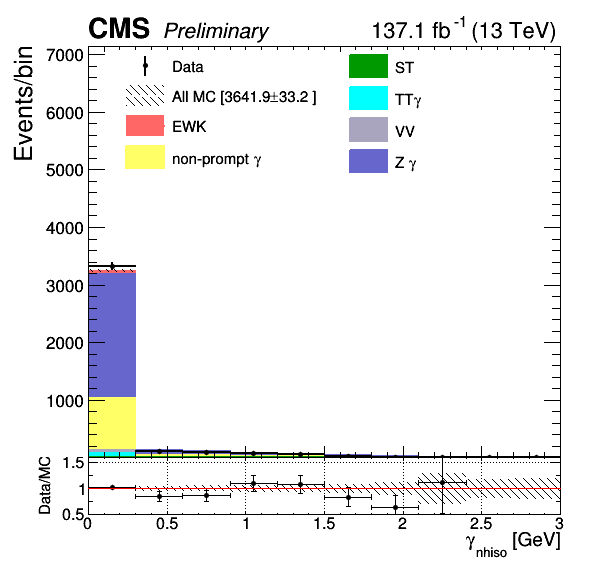 CMS Preliminary 137.1 fb⁻¹ (13 TeV)
Events/bin
7000
6000
5000
4000
3000
2000
1000
Data
All MC [3641.9±33.2 ]
EWK
non-prompt γ
ST
TTγ
VV
Z γ
Data/MC
1.5
1
0.5
0 0.5 1 1.5 2 2.5 3
γnhiso [GeV]